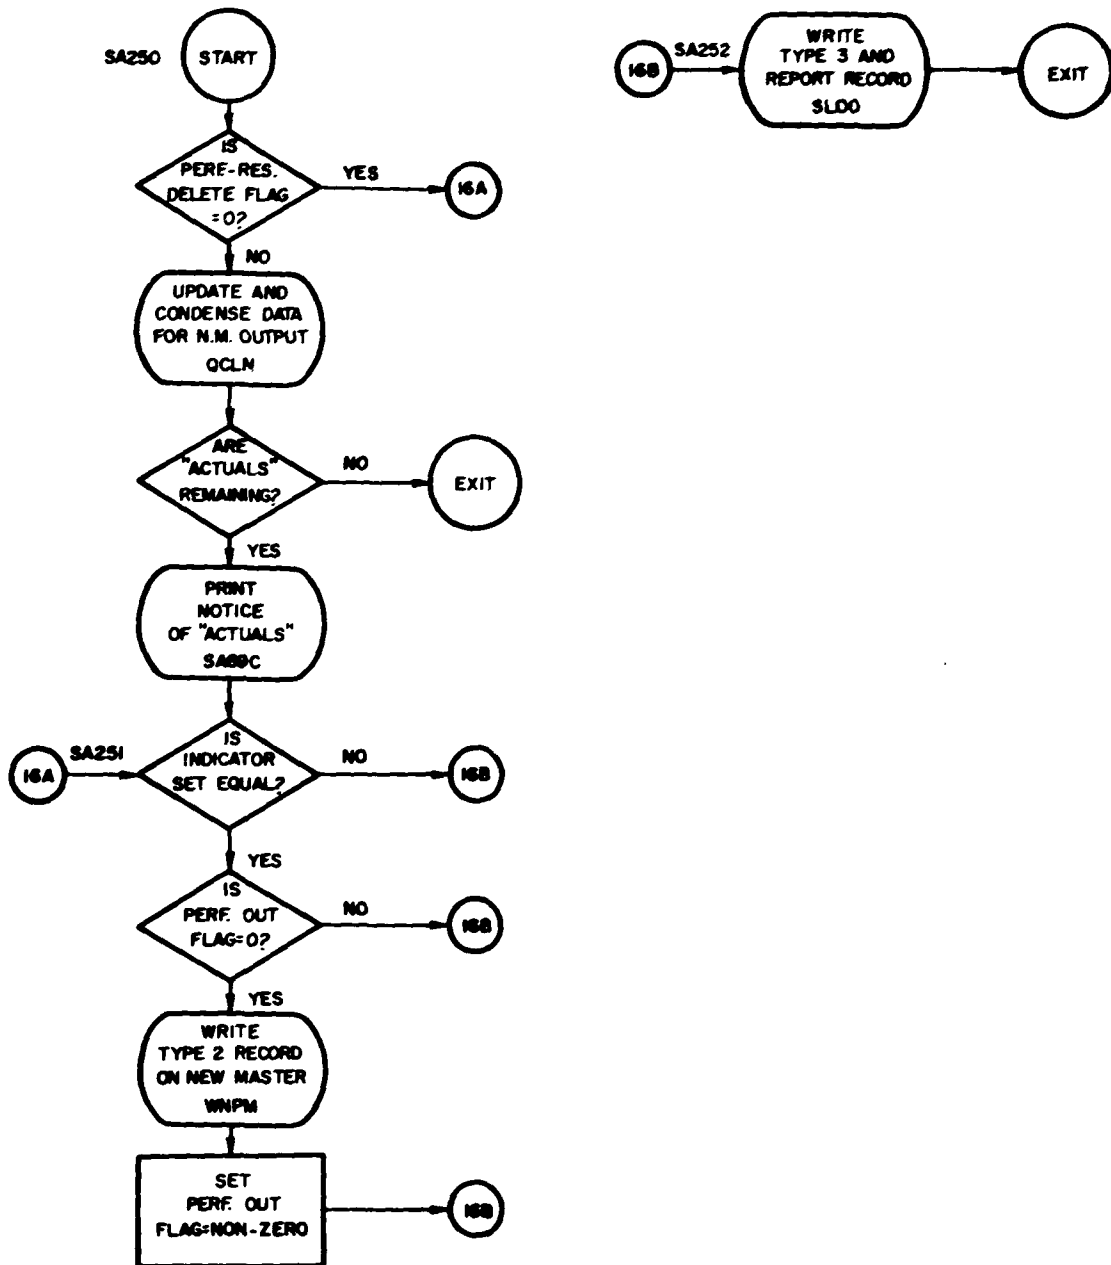 SA250
START
IS
PERF.-RES.
DELETE FLAG
=0?
YES
16A
NO
UPDATE AND
CONDENSE DATA
FOR N.M. OUTPUT
QCLN
ARE
"ACTUALS"
REMAINING?
NO
EXIT
YES
PRINT
NOTICE
OF "ACTUALS"
16A
SA251
IS
INDICATOR
SET EQUAL?
NO
16B
YES
IS
PERF. OUT
FLAG=0?
NO
16B
YES
WRITE
TYPE 2 RECORD
ON NEW MASTER
WNPM
SET
PERF. OUT
FLAG=NON-ZERO
16B
16B
SA252
WRITE
TYPE 3 AND
REPORT RECORD
SLOO
EXIT